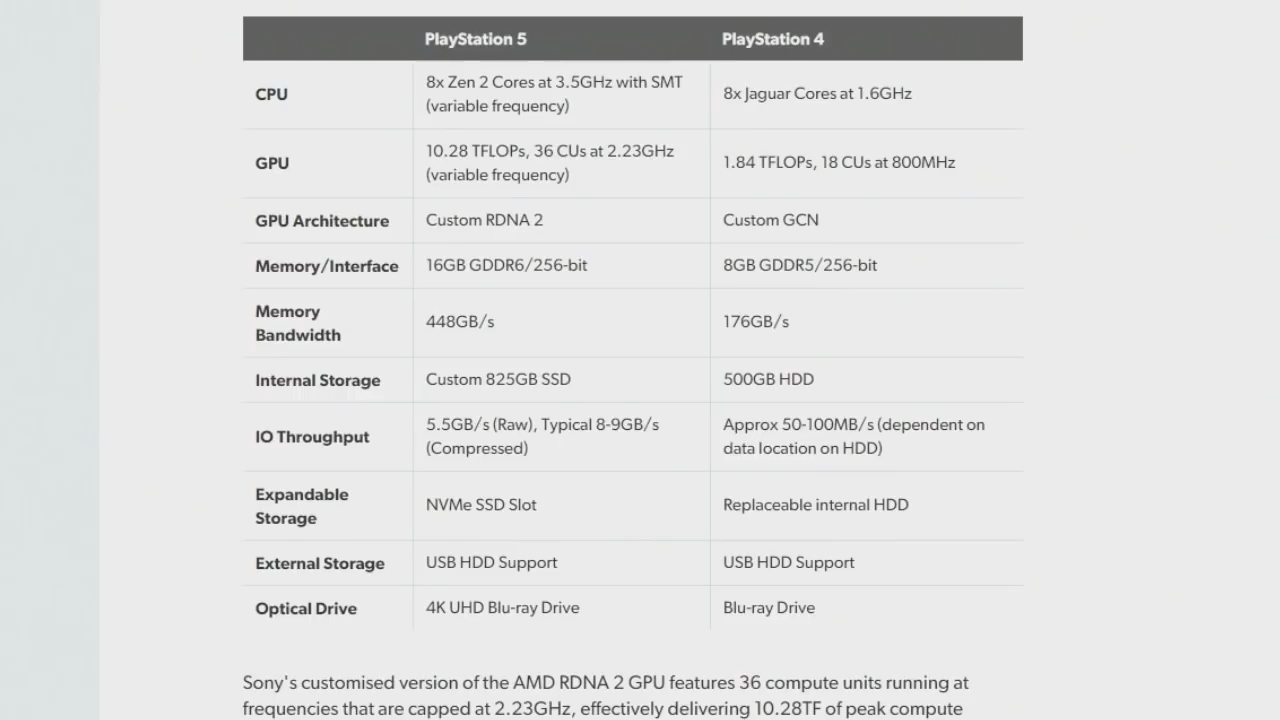 PlayStation 5 PlayStation 4
CPU 8x Zen 2 Cores at 3.5GHz with SMT (variable frequency) 8x Jaguar Cores at 1.6GHz
GPU 10.28 TFLOPs, 36 CUs at 2.23GHz (variable frequency) 1.84 TFLOPs, 18 CUs at 800MHz
GPU Architecture Custom RDNA 2 Custom GCN
Memory/Interface 16GB GDDR6/256-bit 8GB GDDR5/256-bit
Memory Bandwidth 448GB/s 176GB/s
Internal Storage Custom 825GB SSD 500GB HDD
IO Throughput 5.5GB/s (Raw), Typical 8-9GB/s (Compressed) Approx 50-100MB/s (dependent on data location on HDD)
Expandable Storage NVMe SSD Slot Replaceable internal HDD
External Storage USB HDD Support USB HDD Support
Optical Drive 4K UHD Blu-ray Drive Blu-ray Drive
Sony's customised version of the AMD RDNA 2 GPU features 36 compute units running at
frequencies that are capped at 2.23GHz, effectively delivering 10.28TF of peak compute